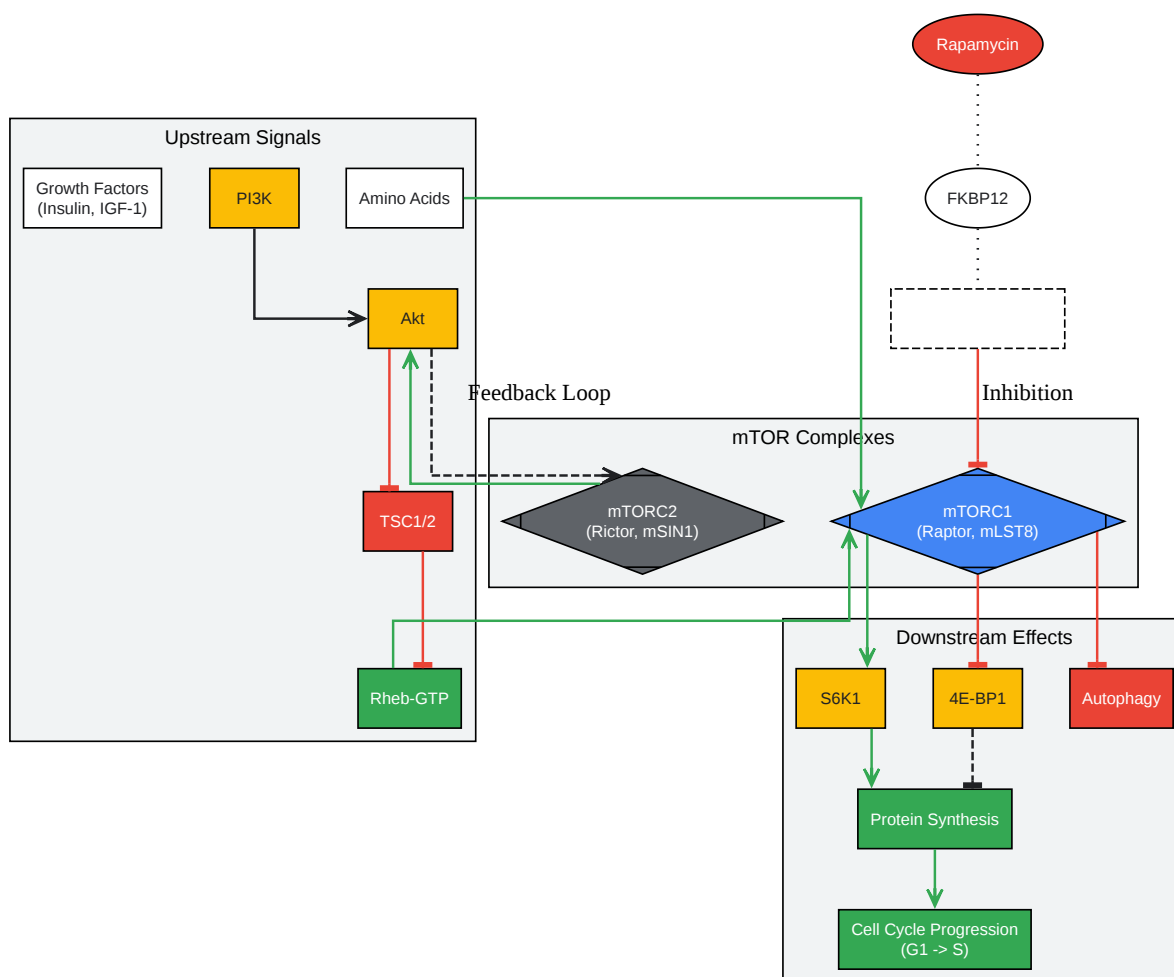 Rapamycin
Upstream Signals
Growth Factors
(Insulin, IGF-1)
PI3K
Amino Acids
FKBP12
Akt
Feedback Loop
Inhibition
mTOR Complexes
mTORC2
(Rictor, mSIN1)
mTORC1
(Raptor, mLST8)
TSC1/2
Downstream Effects
Rheb-GTP
S6K1
4E-BP1
Autophagy
Protein Synthesis
Cell Cycle Progression
(G1 -> S)